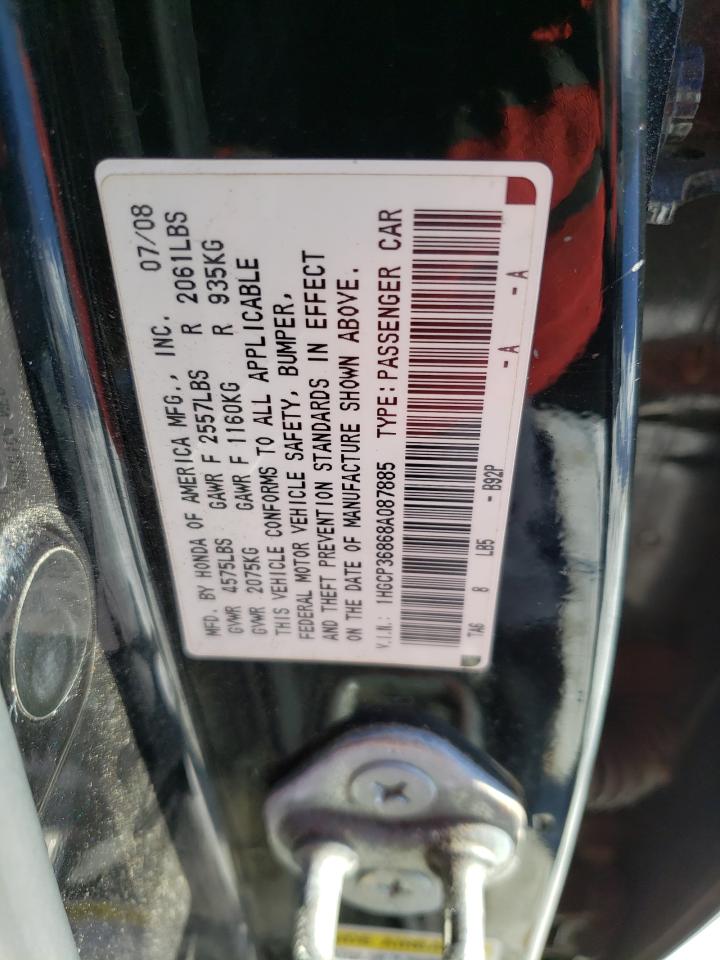 MFD. BY HONDA OF AMERICA MFG., INC. 07/08
GVWR 4575LBS GAWR F 2557LBS R 2061LBS
GVWR 2075KG GAWR F 1160KG R 935KG
THIS VEHICLE CONFORMS TO ALL APPLICABLE
FEDERAL MOTOR VEHICLE SAFETY, BUMPER,
AND THEFT PREVENTION STANDARDS IN EFFECT
ON THE DATE OF MANUFACTURE SHOWN ABOVE.
V.I.N.: 1HGCP36868A087885 TYPE: PASSENGER CAR
TA6 8 LB5 - B92P - A - A